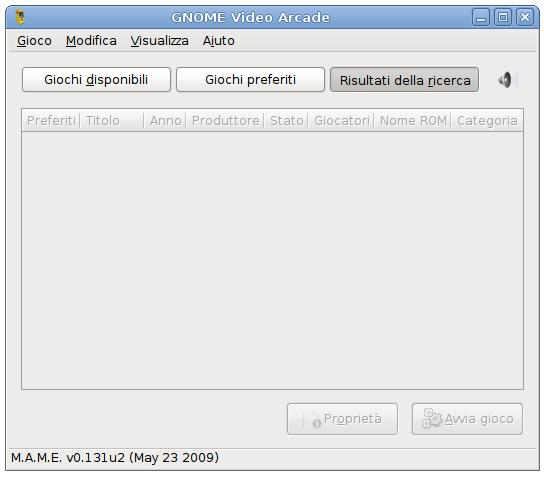 GNOME Video Arcade
Gioco Modifica Visualizza Aiuto
Giochi disponibili Giochi preferiti Risultati della ricerca
Preferiti Titolo Anno Produttore Stato Giocatori Nome ROM Categoria
Proprietà Avvia gioco
M.A.M.E. v0.131u2 (May 23 2009)